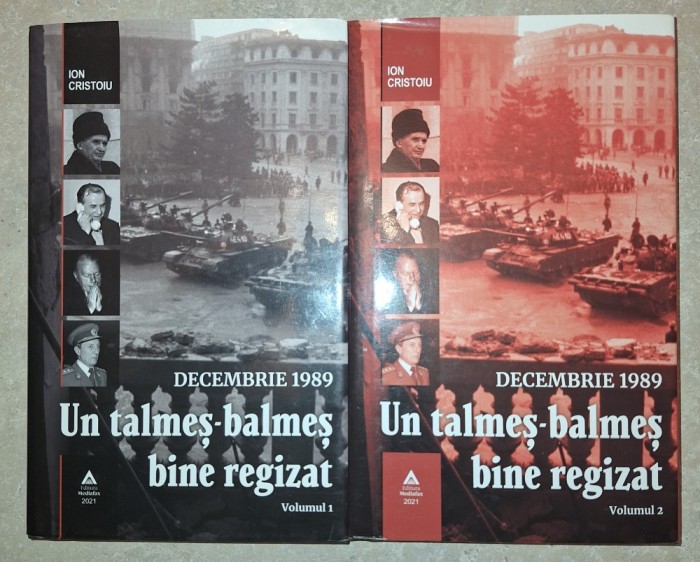 ION
CRISTOIU
DECEMBRIE 1989
Un talmeș-balmeș
bine regizat
Volumul 1
Editura
Mediafax
2021
ION
CRISTOIU
DECEMBRIE 1989
Un talmeș-balmeș
bine regizat
Volumul 2
Editura
Mediafax
2021